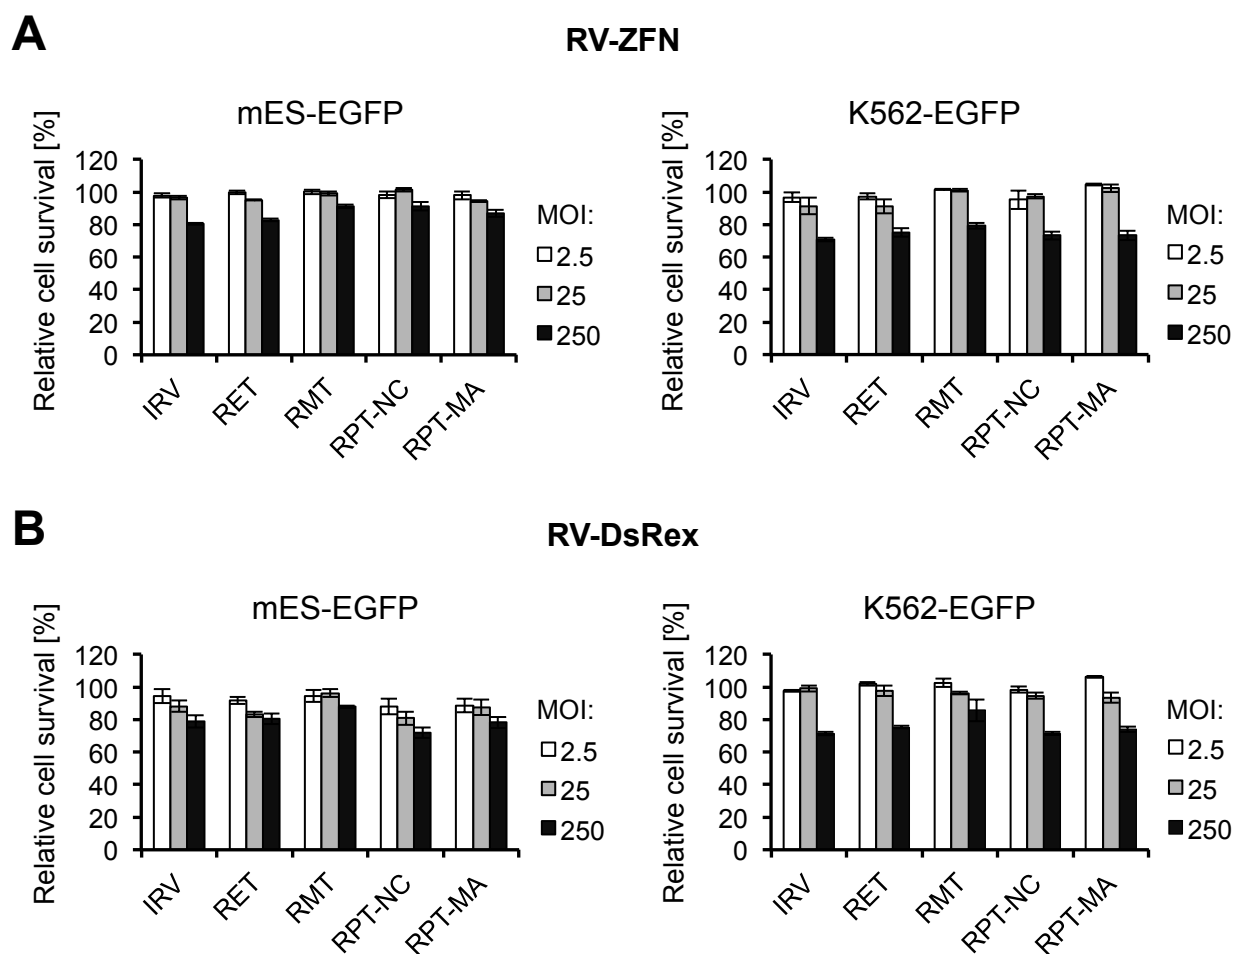 A
RV-ZFN
mES-EGFP
Relative cell survival [%]
120
100
80
60
40
20
0
IRV
RET
RMT
RPT-NC
RPT-MA
MOI:
2.5
25
250
K562-EGFP
Relative cell survival [%]
120
100
80
60
40
20
0
IRV
RET
RMT
RPT-NC
RPT-MA
MOI:
2.5
25
250
B
RV-DsRex
mES-EGFP
Relative cell survival [%]
120
100
80
60
40
20
0
IRV
RET
RMT
RPT-NC
RPT-MA
MOI:
2.5
25
250
K562-EGFP
Relative cell survival [%]
120
100
80
60
40
20
0
IRV
RET
RMT
RPT-NC
RPT-MA
MOI:
2.5
25
250